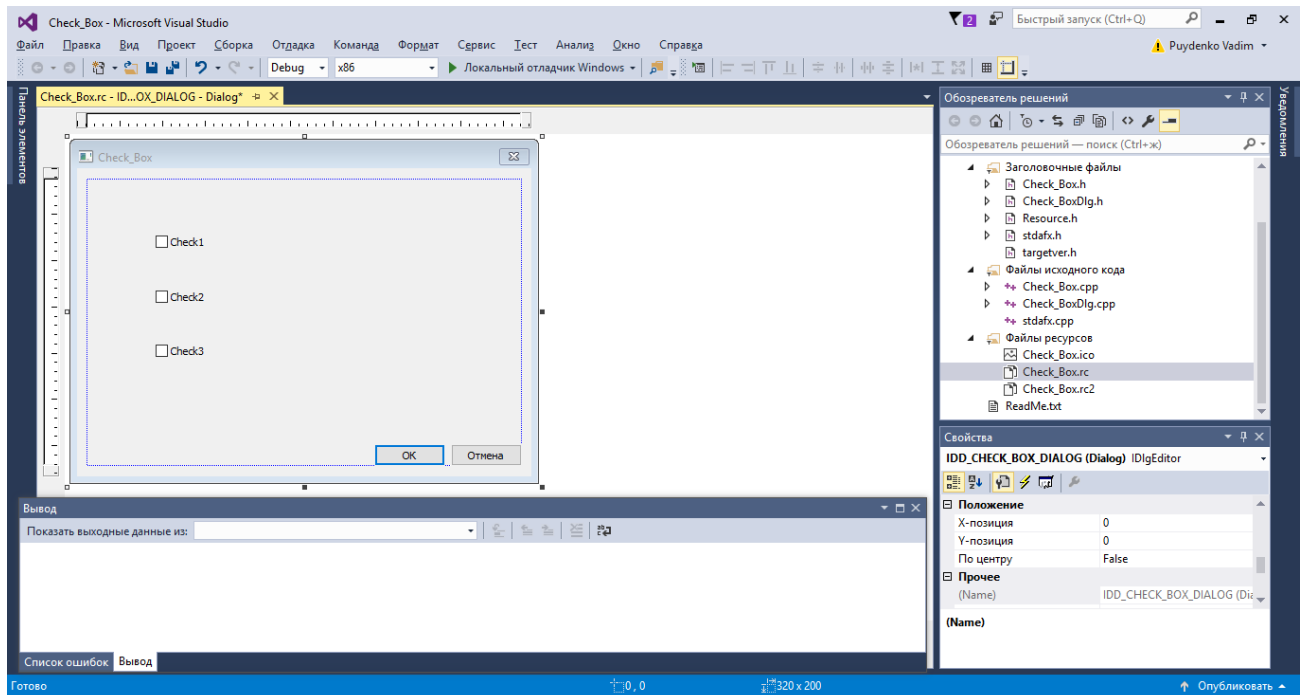 Check_Box - Microsoft Visual Studio
2
Быстрый запуск (Ctrl+Q)
Файл Правка Вид Проект Сборка Отладка Команда Формат Сервис Тест Анализ Окно Справка
Puydenko Vadim
Debug x86 Локальный отладчик Windows
Панель элементов
Check_Box.rc - ID...OX_DIALOG - Dialog*
Check_Box
Check1
Check2
Check3
OK Отмена
Вывод
Показать выходные данные из:
Список ошибок Вывод
Обозреватель решений
Обозреватель решений — поиск (Ctrl+ж)
Заголовочные файлы
Check_Box.h
Check_BoxDlg.h
Resource.h
stdafx.h
targetver.h
Файлы исходного кода
Check_Box.cpp
Check_BoxDlg.cpp
stdafx.cpp
Файлы ресурсов
Check_Box.ico
Check_Box.rc
Check_Box.rc2
ReadMe.txt
Свойства
IDD_CHECK_BOX_DIALOG (Dialog) IDlgEditor
Положение
X-позиция 0
Y-позиция 0
По центру False
Прочее
(Name) IDD_CHECK_BOX_DIALOG (Dia
(Name)
Уведомления
Готово 0, 0 320 x 200 Опубликовать